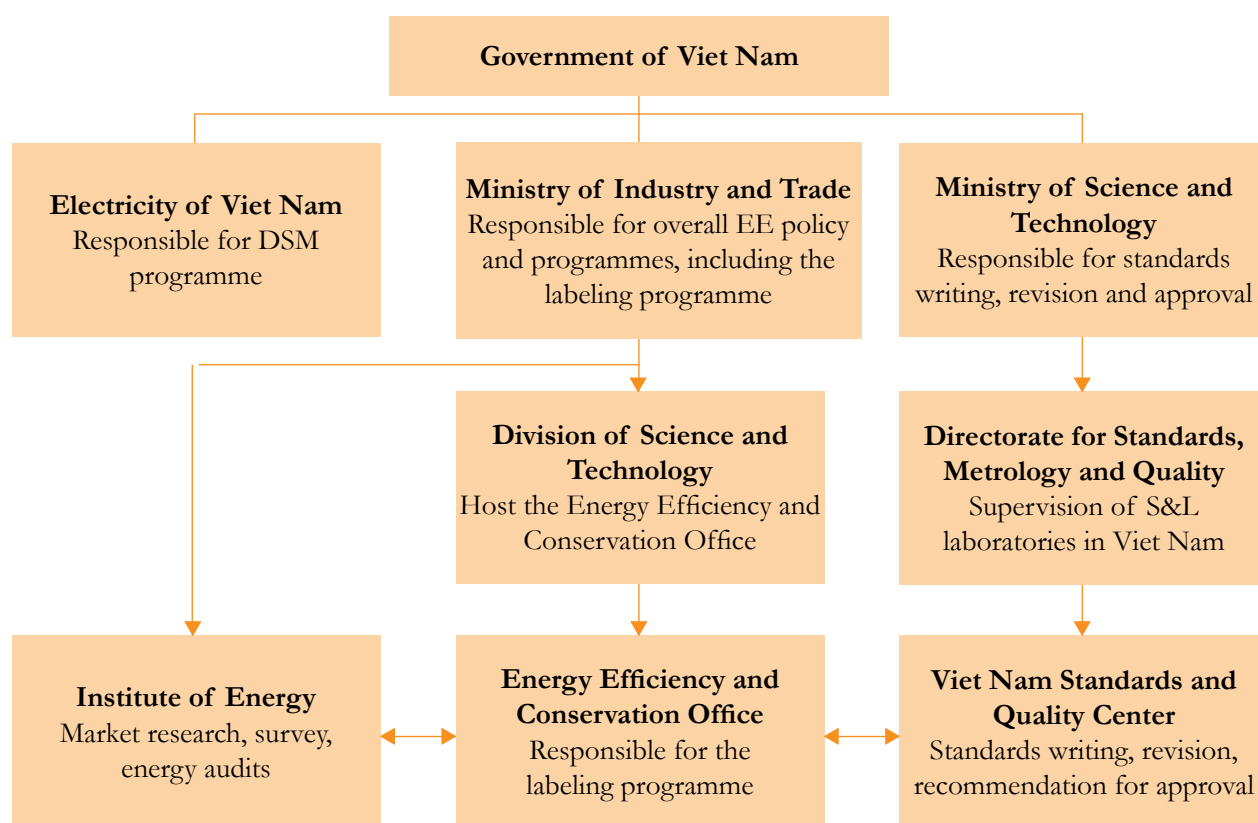 Government of Viet Nam
Electricity of Viet Nam
Responsible for DSM
programme
Ministry of Industry and Trade
Responsible for overall EE policy
and programmes, including the
labeling programme
Ministry of Science and
Technology
Responsible for standards
writing, revision and approval
Division of Science and
Technology
Host the Energy Efficiency and
Conservation Office
Directorate for Standards,
Metrology and Quality
Supervision of S&L
laboratories in Viet Nam
Institute of Energy
Market research, survey,
energy audits
Energy Efficiency and
Conservation Office
Responsible for the
labeling programme
Viet Nam Standards and
Quality Center
Standards writing, revision,
recommendation for approval